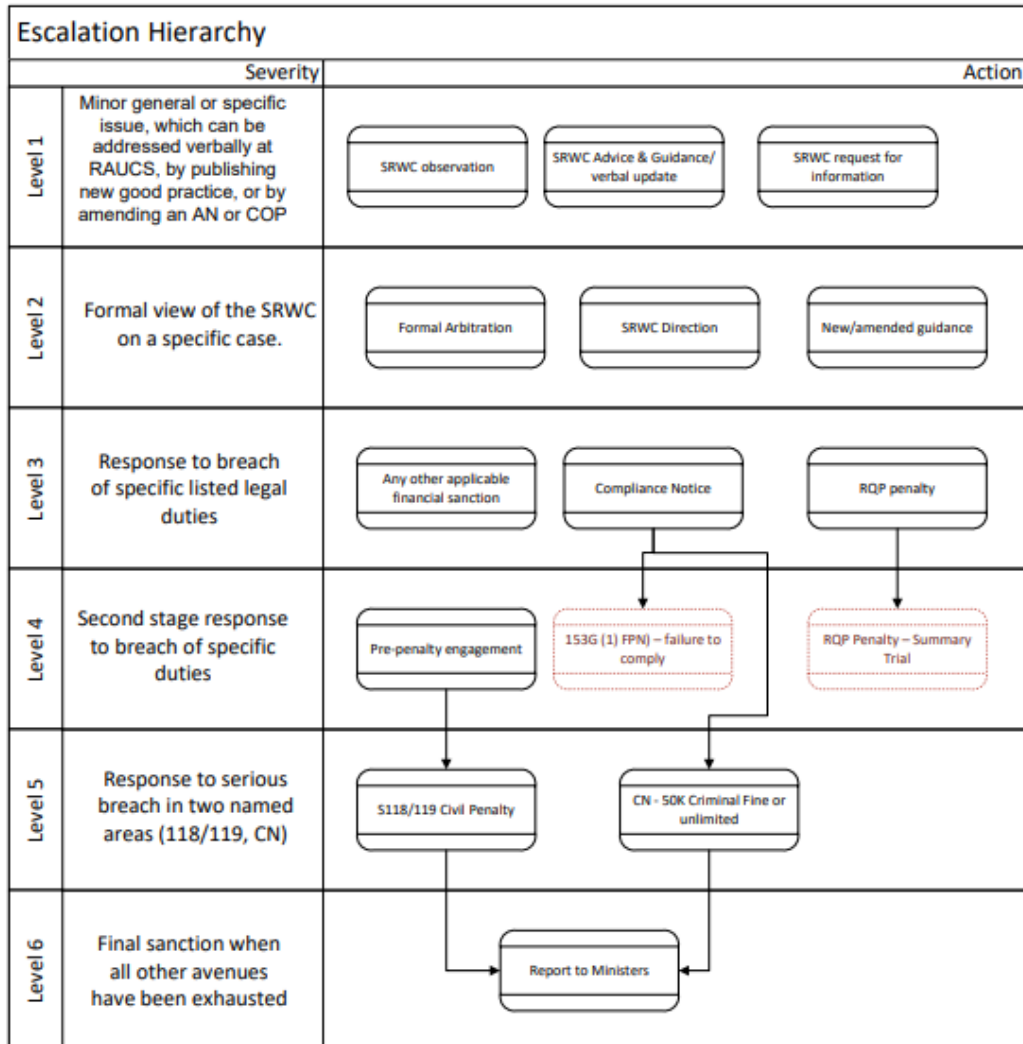 Escalation Hierarchy
Severity
Action
Level 1
Minor general or specific
issue, which can be
addressed verbally at
RAUCS, by publishing
new good practice, or by
amending an AN or COP
SRWC observation
SRWC Advice & Guidance/
verbal update
SRWC request for
information
Level 2
Formal view of the SRWC
on a specific case.
Formal Arbitration
SRWC Direction
New/amended guidance
Level 3
Response to breach
of specific listed legal
duties
Any other applicable
financial sanction
Compliance Notice
RQP penalty
Level 4
Second stage response
to breach of specific
duties
Pre-penalty engagement
153G (1) FPN) – failure to
comply
RQP Penalty – Summary
Trial
Level 5
Response to serious
breach in two named
areas (118/119, CN)
S118/119 Civil Penalty
CN - 50K Criminal Fine or
unlimited
Level 6
Final sanction when
all other avenues
have been exhausted
Report to Ministers